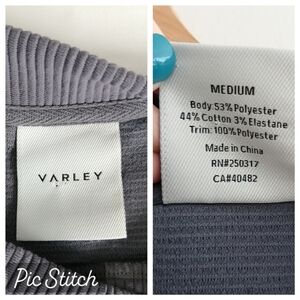 VARLEY
Pic Stitch
MEDIUM
Body: 53% Polyester
44% Cotton 3% Elastane
Trim: 100% Polyester
Made in China
RN#250317
CA#40482